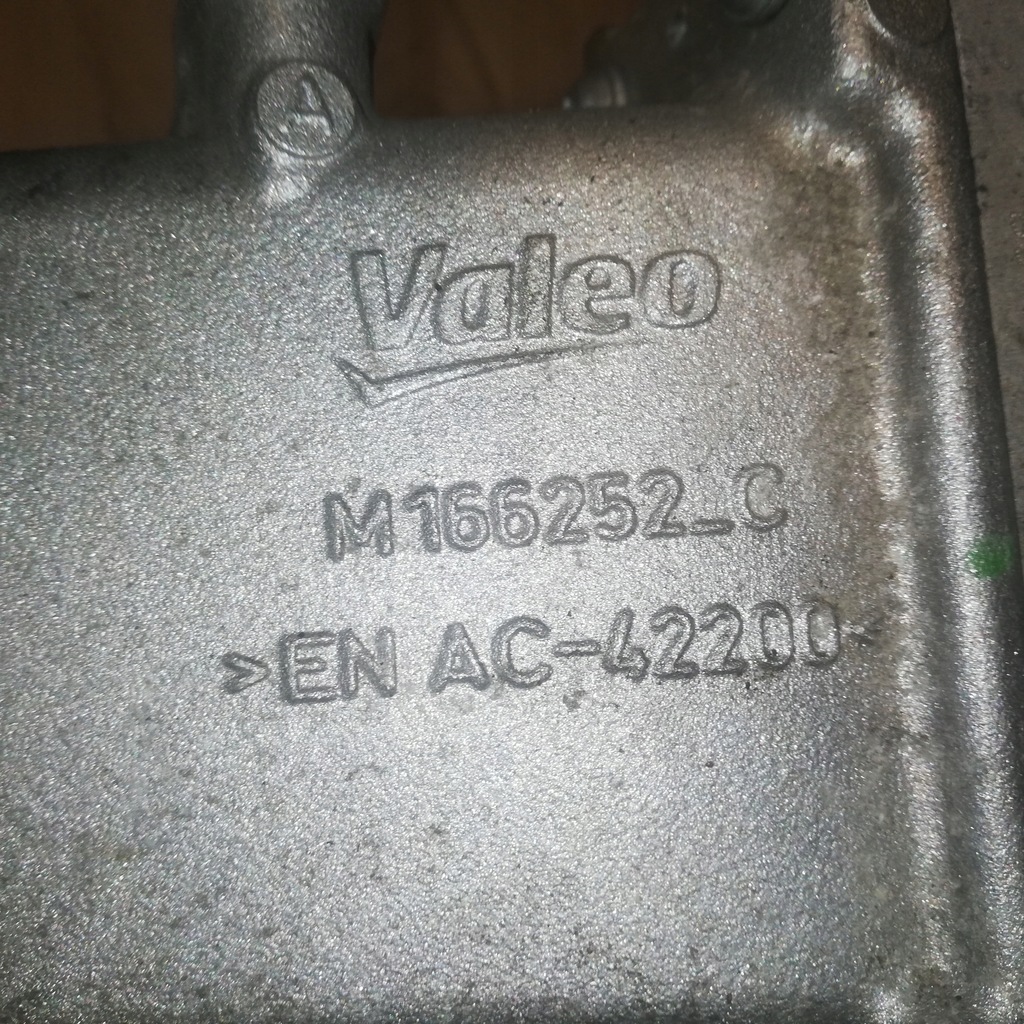 A
Valeo
M166252_C
>EN AC-42200<